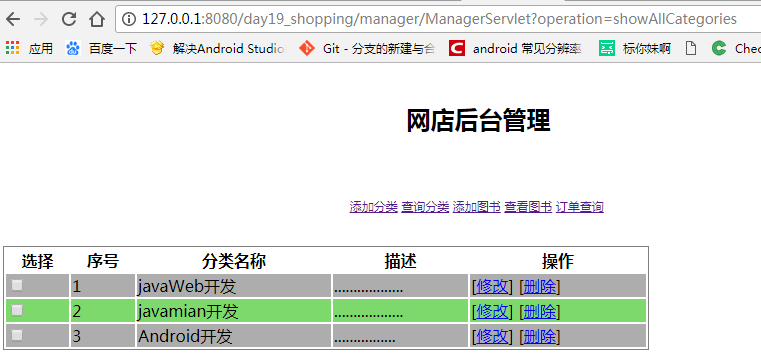 127.0.0.1:8080/day19_shopping/manager/ManagerServlet?operation=showAllCategories
应用 百度一下 解决Android Studio Git - 分支的新建与合 android 常见分辨率 标你妹啊 Chec
网店后台管理
添加分类 查询分类 添加图书 查看图书 订单查询
选择 序号 分类名称 描述 操作
1 javaWeb开发 .................. [修改] [删除]
2 javamian开发 .................. [修改] [删除]
3 Android开发 ................ [修改] [删除]